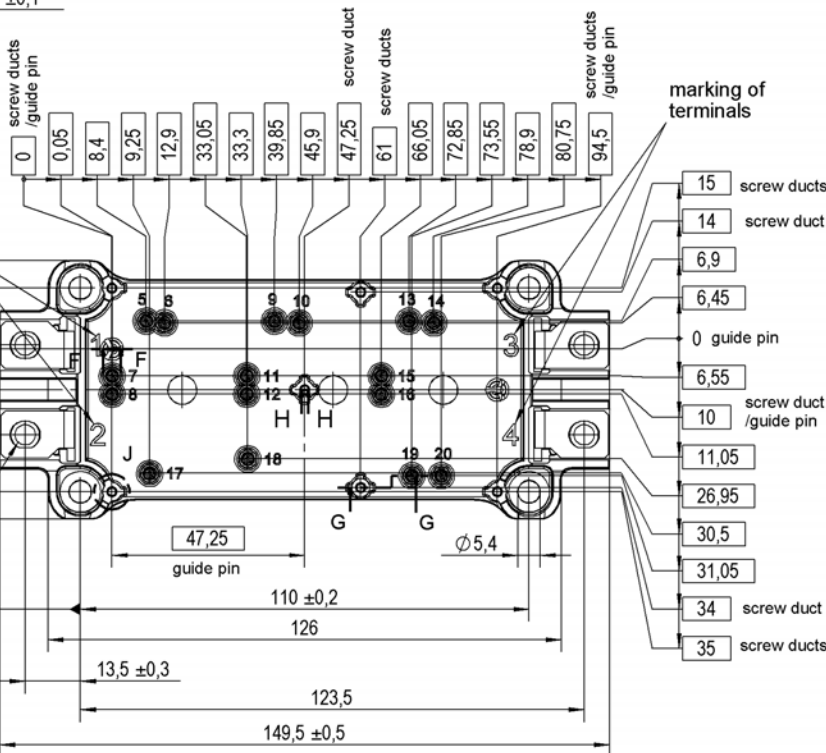 ±0,1
screw ducts
/guide pin
screw duct
screw ducts
screw ducts
/guide pin
0
0,05
8,4
9,25
12,9
33,05
33,3
39,85
45,9
47,25
61
66,05
72,85
73,55
78,9
80,75
94,5
marking of
terminals
15 screw ducts
14 screw duct
6,9
6,45
0 guide pin
6,55
10 screw duct
/guide pin
11,05
26,95
30,5
31,05
34 screw duct
35 screw ducts
5 6 9 10 13 14
1 3
F F
7 11 15
8 12 16
H H
2 4
J
17 18 19 20
G G
47,25
guide pin
Ø5,4
110 ±0,2
126
13,5 ±0,3
123,5
149,5 ±0,5